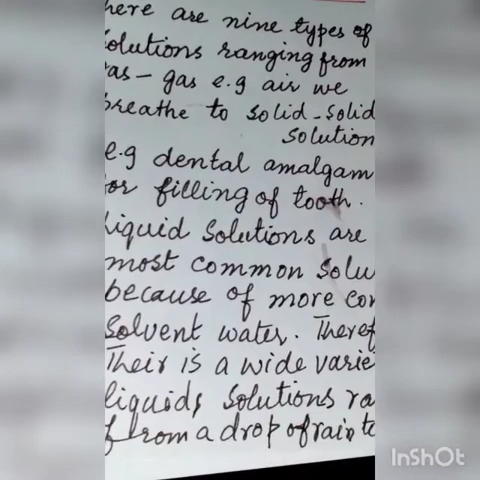 here are nine types of
solutions ranging from
gas - gas e.g air we
breathe to solid - solid
solution
e.g dental amalgam
for filling of tooth.
liquid solutions are
most common solu
because of more con
solvent water. Theref
Their is a wide varie
liquids solutions ra
from a drop of rain to
InShOt